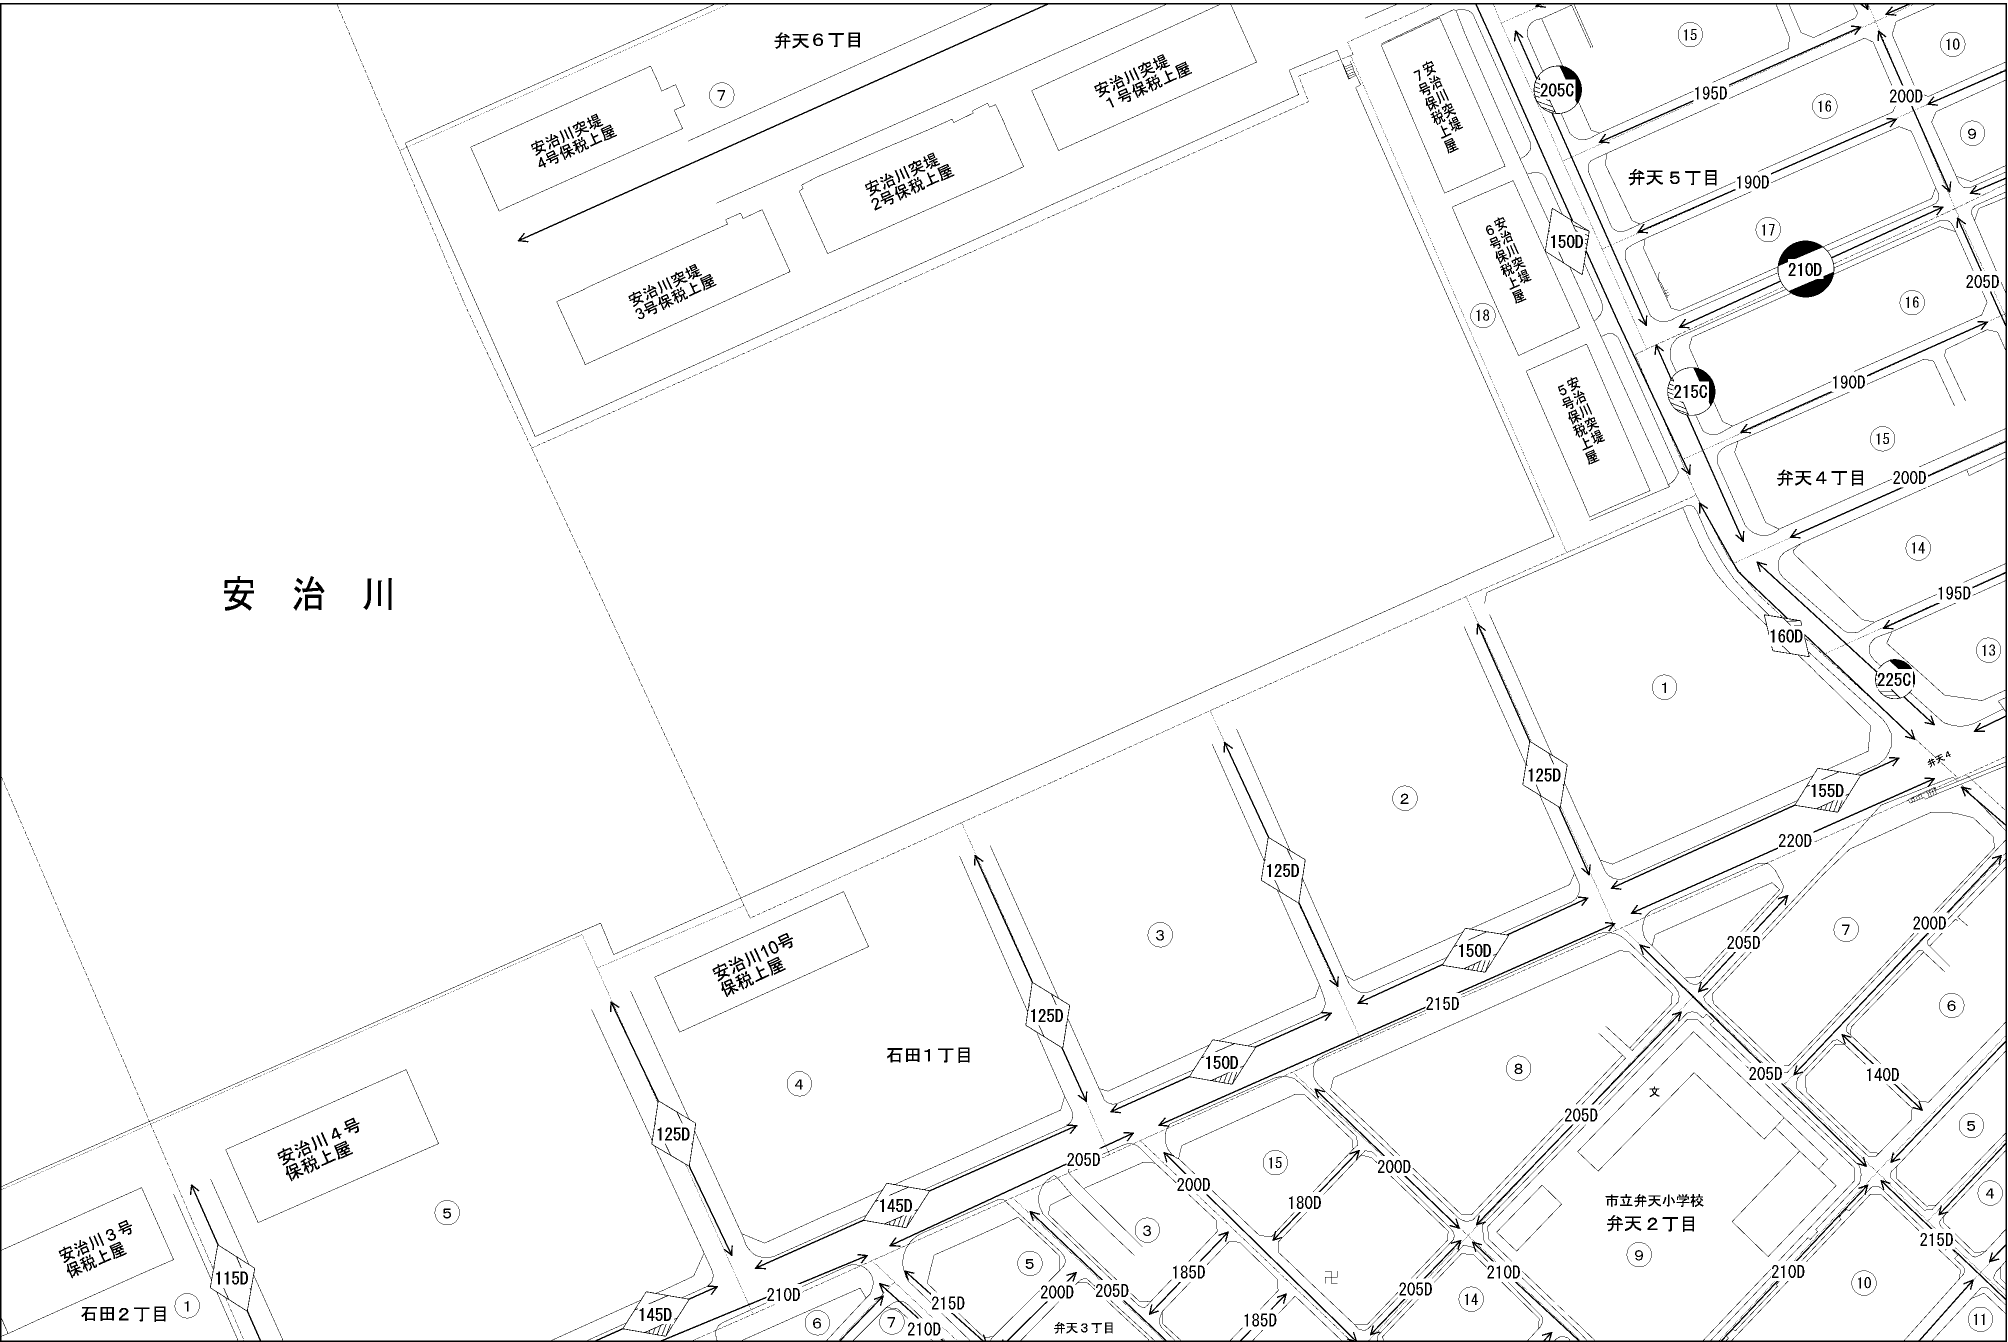 弁天６丁目
⑦
安治川突堤
４号保税上屋
安治川突堤
３号保税上屋
安治川突堤
２号保税上屋
安治川突堤
１号保税上屋
安治川突堤
７号保税上屋
安治川突堤
６号保税上屋
安治川突堤
５号保税上屋
⑱
150D
205C
⑮
195D
⑩
200D
⑯
⑨
弁天５丁目
190D
⑰
210D
205D
⑯
215C
190D
⑮
弁天４丁目
200D
⑭
195D
160D
⑬
225C
安治川
①
125D
155D
弁天４
220D
②
125D
150D
215D
③
125D
150D
安治川10号
保税上屋
石田１丁目
④
125D
145D
205D
安治川４号
保税上屋
⑤
安治川３号
保税上屋
115D
石田２丁目
①
145D
210D
⑥
⑦
210D
215D
⑤
200D
205D
弁天３丁目
③
185D
185D
200D
⑮
180D
200D
卍
205D
⑭
210D
⑧
205D
文
市立弁天小学校
弁天２丁目
⑨
210D
205D
⑦
200D
⑥
205D
140D
⑤
④
215D
⑩
⑪